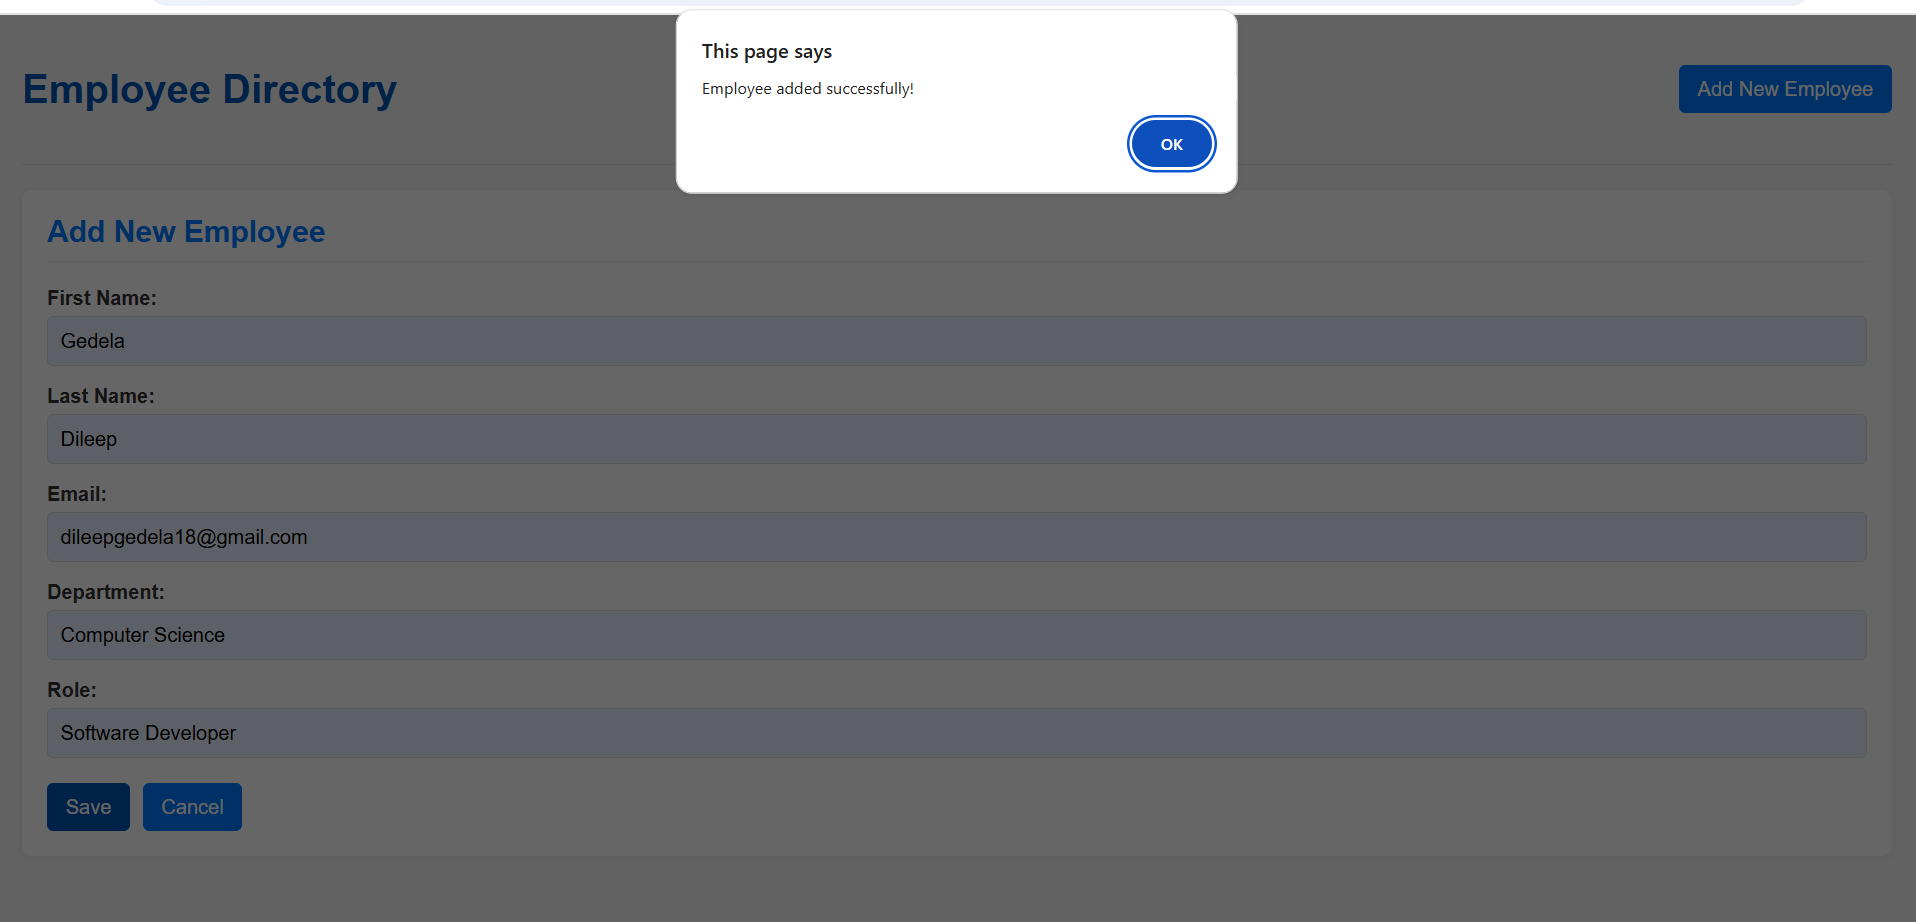 This page says
Employee added successfully!
OK
Employee Directory
Add New Employee
Add New Employee
First Name:
Gedela
Last Name:
Dileep
Email:
dileepgedela18@gmail.com
Department:
Computer Science
Role:
Software Developer
Save
Cancel